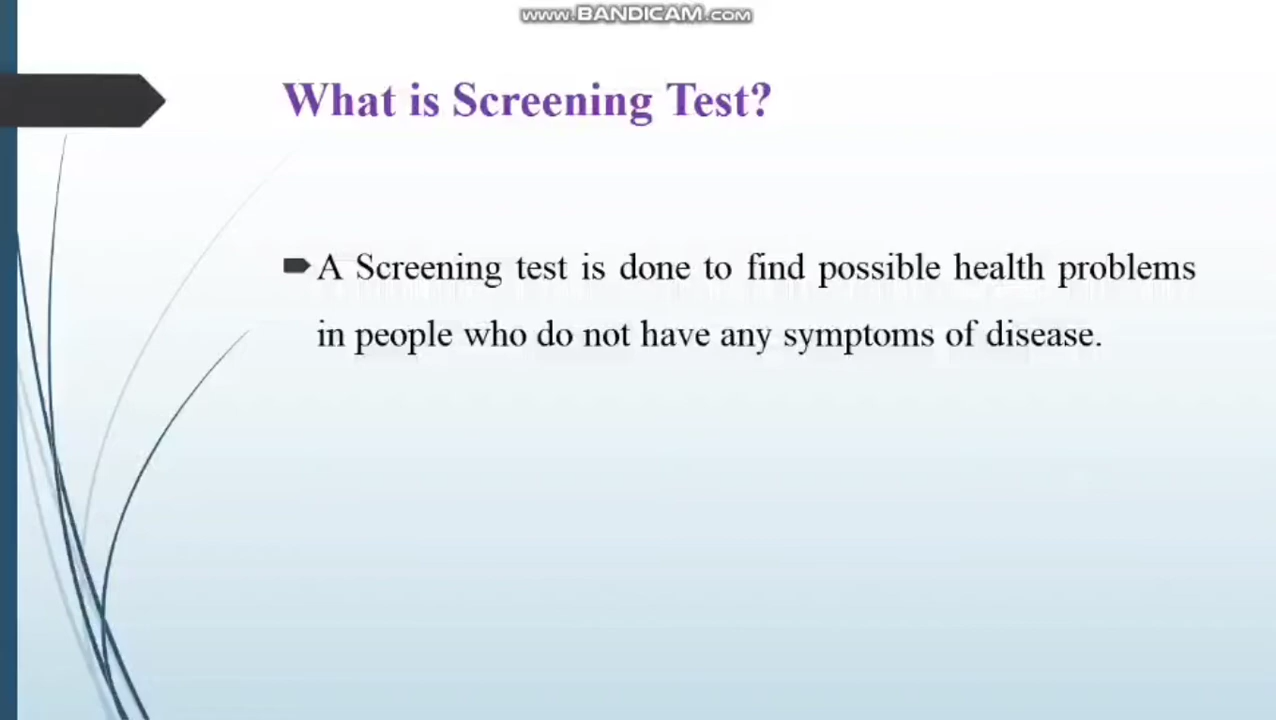 www.BANDICAM.com
What is Screening Test?
A Screening test is done to find possible health problems
in people who do not have any symptoms of disease.